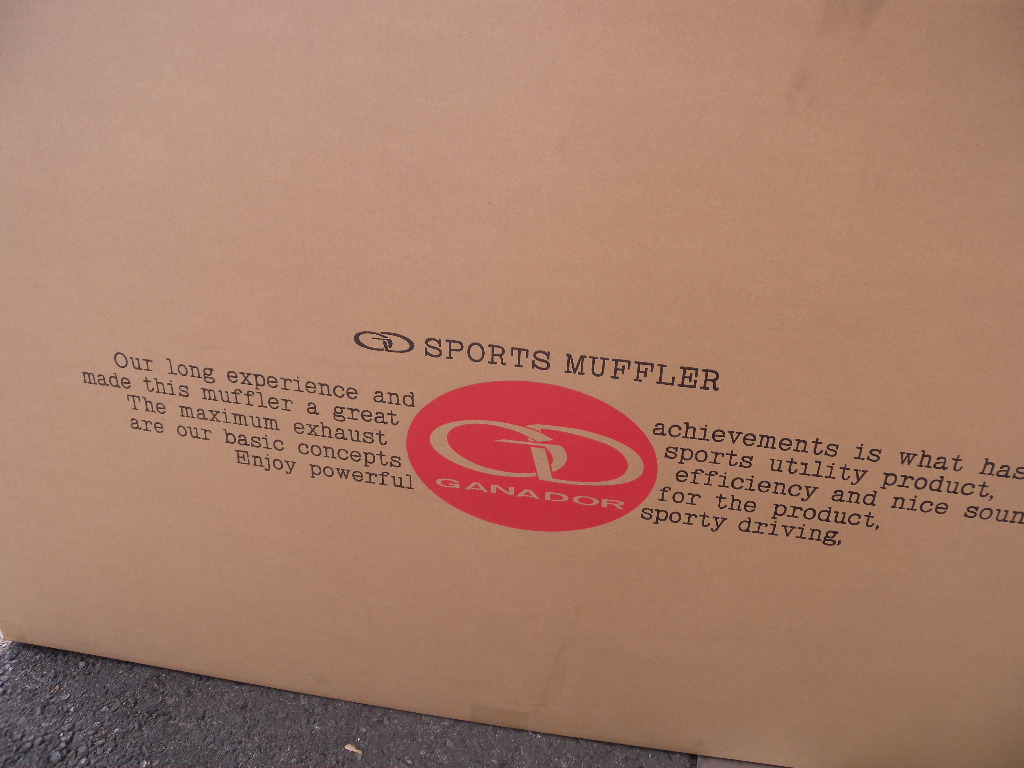 SPORTS MUFFLER
Our long experience and achievements is what has
made this muffler a great sports utility product,
The maximum exhaust efficiency and nice soun
are our basic concepts for the product,
Enjoy powerful sporty driving,
GANADOR